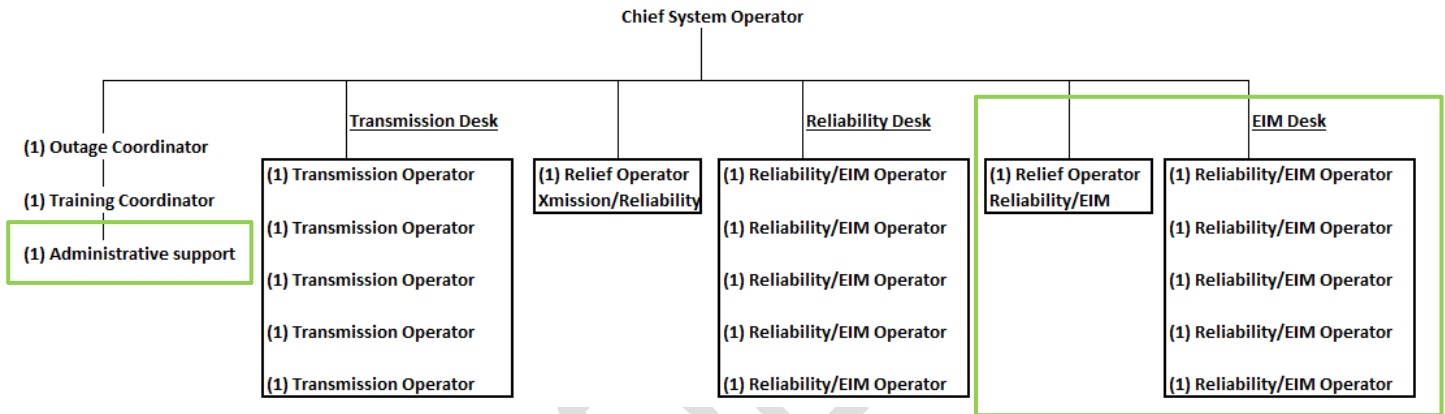 Chief System Operator
(1) Outage Coordinator
(1) Training Coordinator
(1) Administrative support
Transmission Desk
(1) Transmission Operator
(1) Transmission Operator
(1) Transmission Operator
(1) Transmission Operator
(1) Transmission Operator
(1) Relief Operator
Xmission/Reliability
Reliability Desk
(1) Reliability/EIM Operator
(1) Reliability/EIM Operator
(1) Reliability/EIM Operator
(1) Reliability/EIM Operator
(1) Reliability/EIM Operator
(1) Relief Operator
Reliability/EIM
EIM Desk
(1) Reliability/EIM Operator
(1) Reliability/EIM Operator
(1) Reliability/EIM Operator
(1) Reliability/EIM Operator
(1) Reliability/EIM Operator